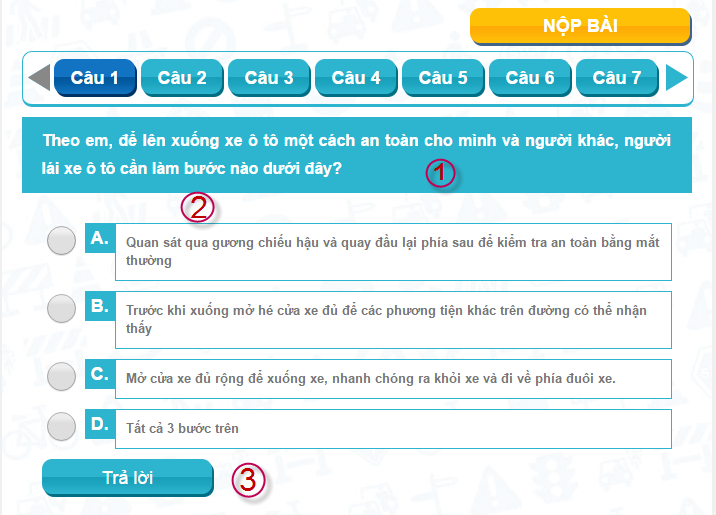 NỘP BÀI
Câu 1 Câu 2 Câu 3 Câu 4 Câu 5 Câu 6 Câu 7
Theo em, để lên xuống xe ô tô một cách an toàn cho mình và người khác, người
lái xe ô tô cần làm bước nào dưới đây?
1
2
A. Quan sát qua gương chiếu hậu và quay đầu lại phía sau để kiểm tra an toàn bằng mắt
thường
B. Trước khi xuống mở hé cửa xe đủ để các phương tiện khác trên đường có thể nhận
thấy
C. Mở cửa xe đủ rộng để xuống xe, nhanh chóng ra khỏi xe và đi về phía đuôi xe.
D. Tất cả 3 bước trên
Trả lời
3